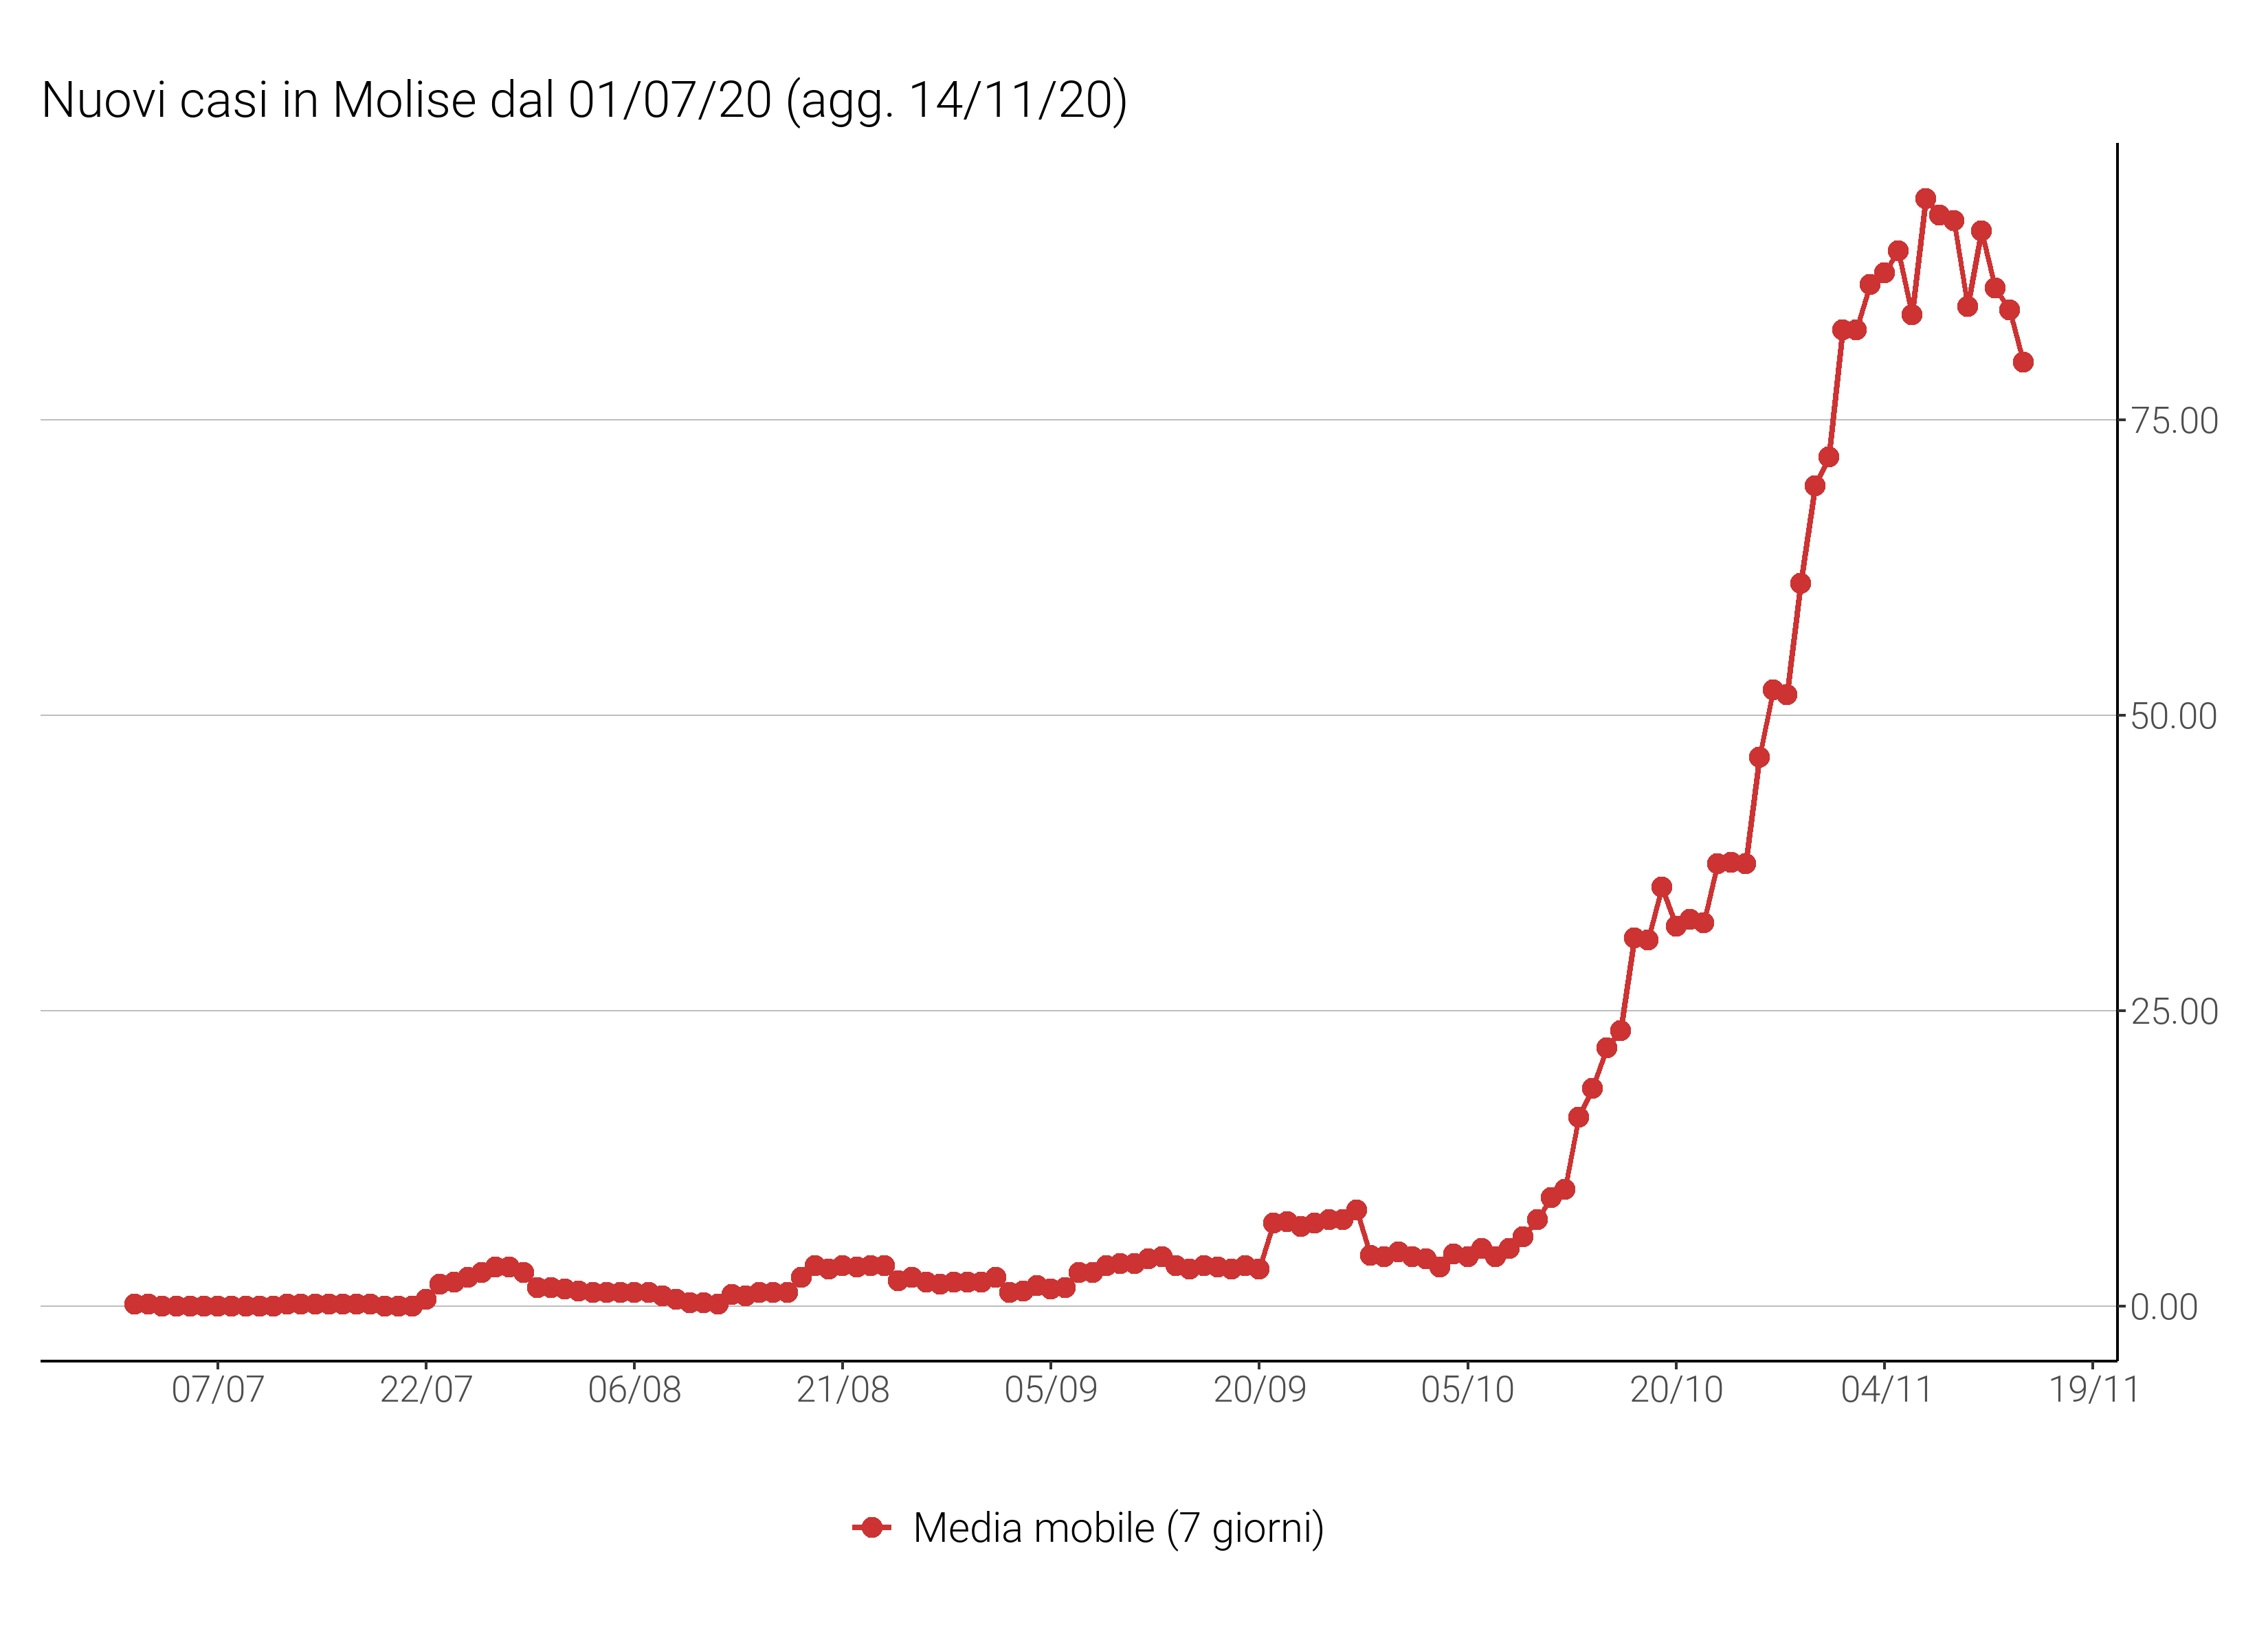 Nuovi casi in Molise dal 01/07/20 (agg. 14/11/20)
75.00
50.00
25.00
0.00
07/07 22/07 06/08 21/08 05/09 20/09 05/10 20/10 04/11 19/11
Media mobile (7 giorni)